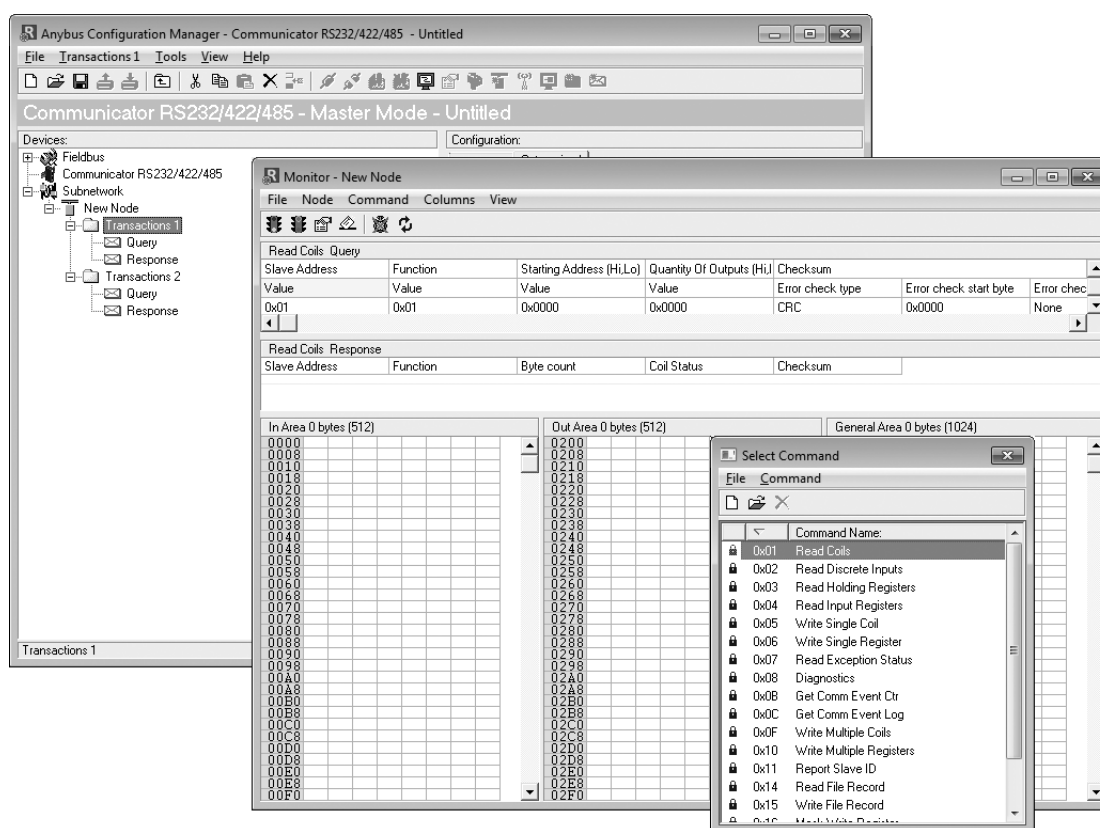 Anybus Configuration Manager - Communicator RS232/422/485 - Untitled
File Transactions 1 Tools View Help
Communicator RS232/422/485 - Master Mode - Untitled
Devices:
Configuration:
Fieldbus
Communicator RS232/422/485
Subnetwork
New Node
Transactions 1
Query
Response
Transactions 2
Query
Response
Transactions 1
Monitor - New Node
File Node Command Columns View
Read Coils Query
Slave Address Function Starting Address (Hi,Lo) Quantity Of Outputs (Hi,l Checksum
Value Value Value Value Error check type Error check start byte Error chec
0x01 0x01 0x0000 0x0000 CRC 0x0000 None
Read Coils Response
Slave Address Function Byte count Coil Status Checksum
In Area 0 bytes (512) Out Area 0 bytes (512) General Area 0 bytes (1024)
0000 0200
0008 0208
0010 0210
0018 0218
0020 0220
0028 0228
0030 0230
0038 0238
0040 0240
0048 0248
0050 0250
0058 0258
0060 0260
0068 0268
0070 0270
0078 0278
0080 0280
0088 0288
0090 0290
0098 0298
00A0 02A0
00A8 02A8
00B0 02B0
00B8 02B8
00C0 02C0
00C8 02C8
00D0 02D0
00D8 02D8
00E0 02E0
00E8 02E8
00F0 02F0
Select Command
File Command
Command Name:
0x01 Read Coils
0x02 Read Discrete Inputs
0x03 Read Holding Registers
0x04 Read Input Registers
0x05 Write Single Coil
0x06 Write Single Register
0x07 Read Exception Status
0x08 Diagnostics
0x0B Get Comm Event Ctr
0x0C Get Comm Event Log
0x0F Write Multiple Coils
0x10 Write Multiple Registers
0x11 Report Slave ID
0x14 Read File Record
0x15 Write File Record